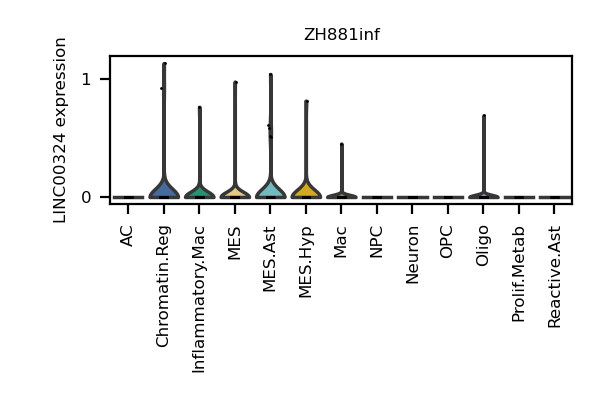 ZH881inf
LINC00324 expression
1
0
AC
Chromatin.Reg
Inflammatory.Mac
MES
MES.Ast
MES.Hyp
Mac
NPC
Neuron
OPC
Oligo
Prolif.Metab
Reactive.Ast